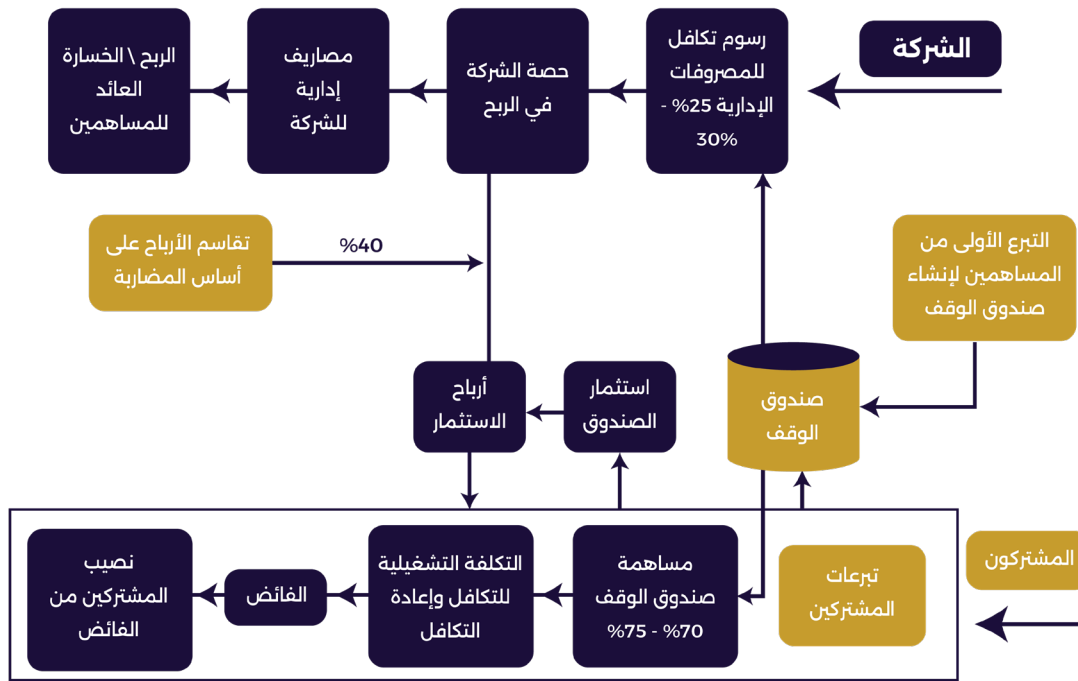 الشركة
رسوم تكافل
للمصروفات
الإدارية 25% -
30%
حصة الشركة
في الربح
مصاريف
إدارية
للشركة
الربح \ الخسارة
العائد
للمساهمين
تقاسم الأرباح على
أساس المضاربة
%40
التبرع الأولى من
المساهمين لإنشاء
صندوق الوقف
صندوق
الوقف
استثمار
الصندوق
أرباح
الاستثمار
المشتركون
تبرعات
المشتركين
مساهمة
صندوق الوقف
%75 - %70
التكلفة التشغيلية
للتكافل وإعادة
التكافل
الفائض
نصيب
المشتركين من
الفائض